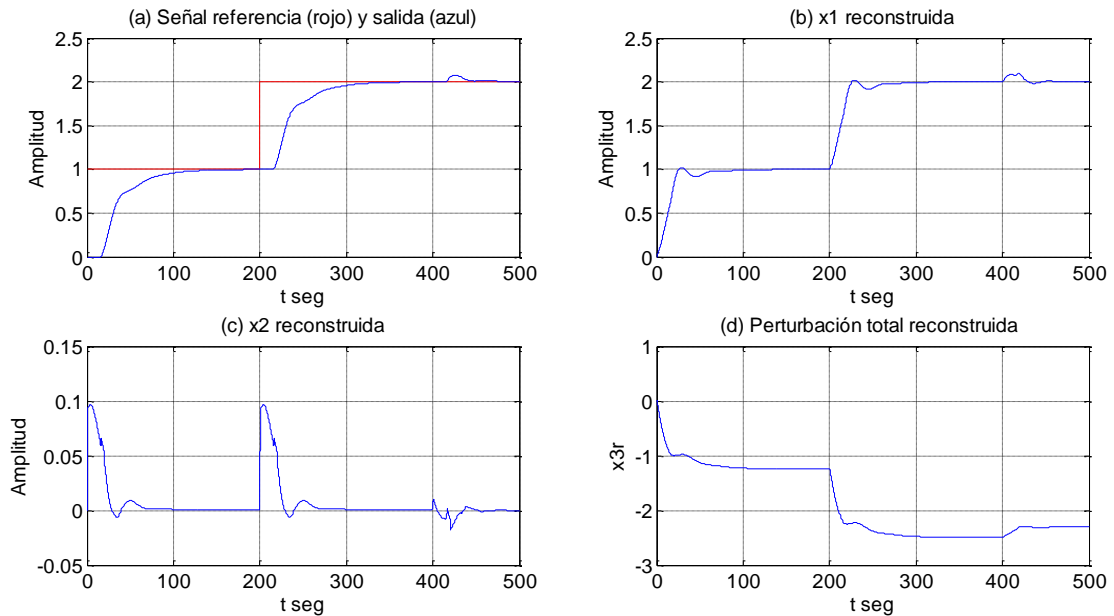 (a) Señal referencia (rojo) y salida (azul)
2.5
2
1.5
1
0.5
0
Amplitud
0 100 200 300 400 500
t seg
(b) x1 reconstruida
2.5
2
1.5
1
0.5
0
Amplitud
0 100 200 300 400 500
t seg
(c) x2 reconstruida
0.15
0.1
0.05
0
-0.05
Amplitud
0 100 200 300 400 500
t seg
(d) Perturbación total reconstruida
1
0
-1
-2
-3
x3r
0 100 200 300 400 500
t seg